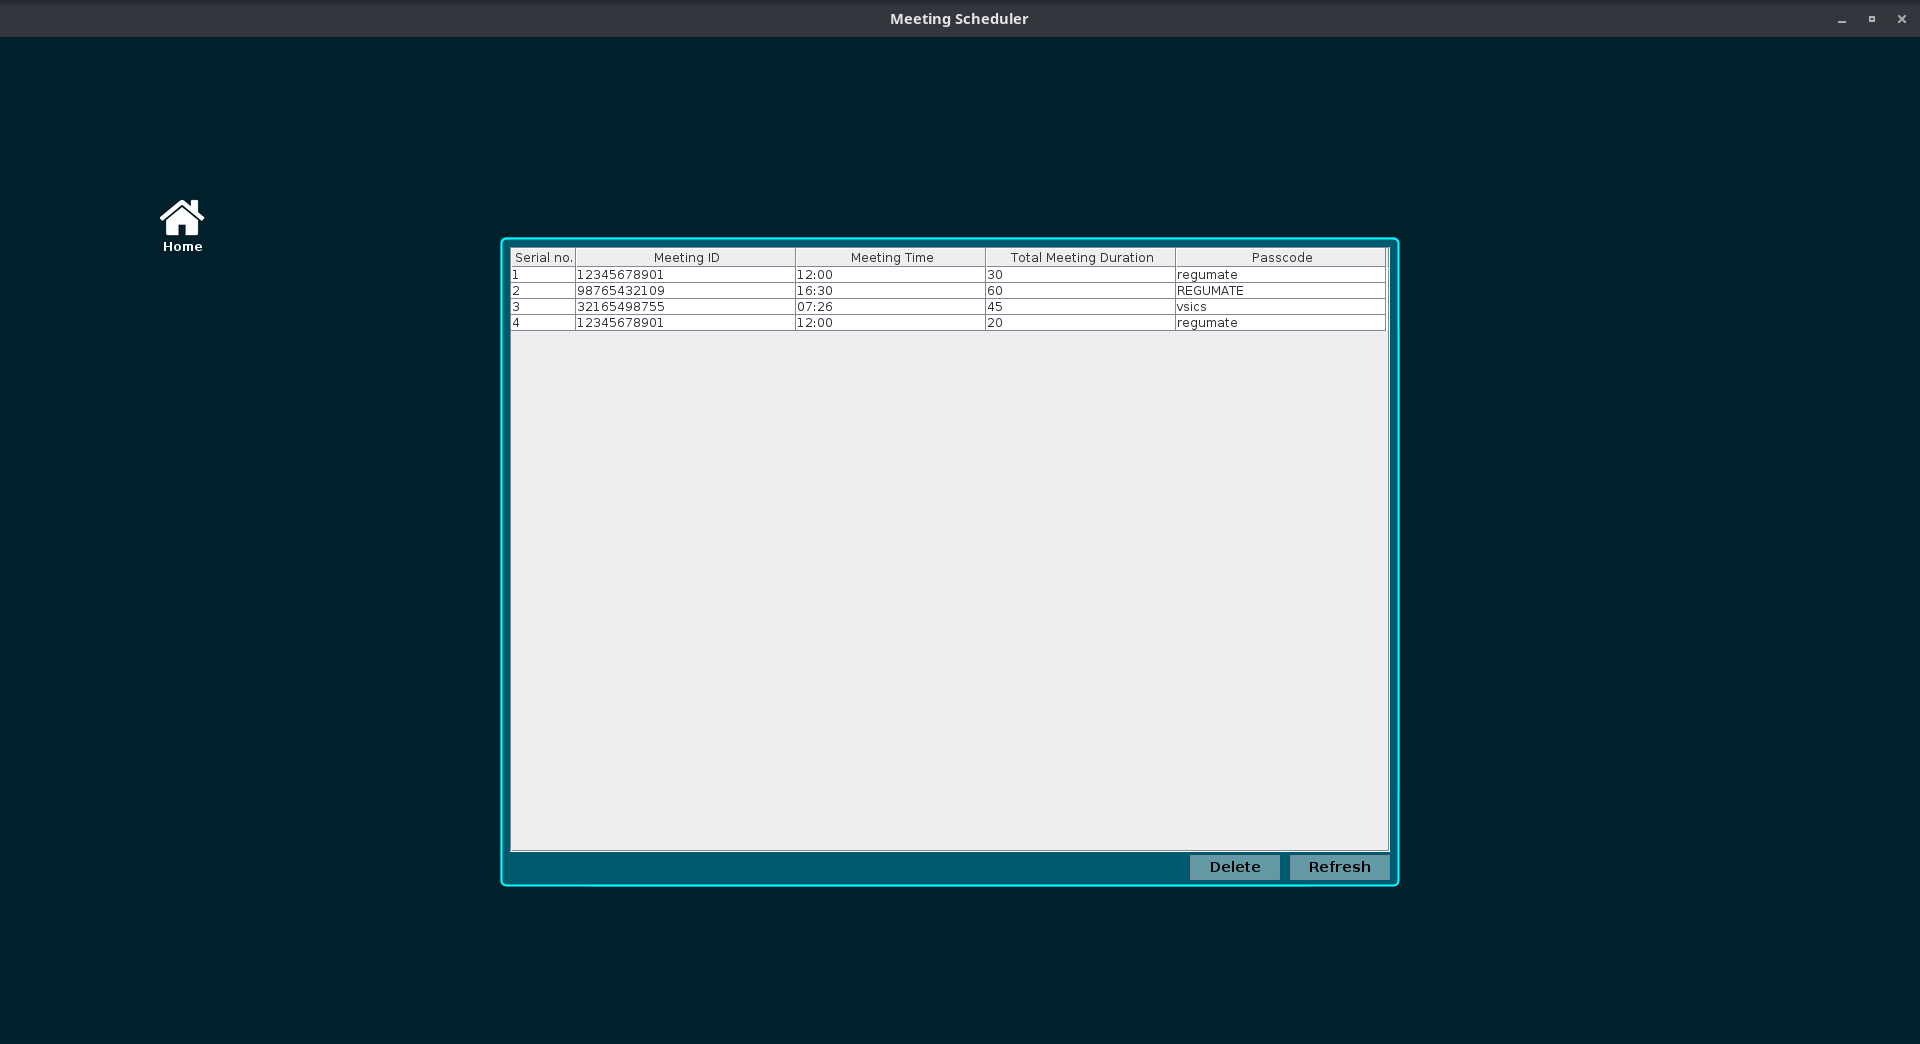 Meeting Scheduler
Home
Serial no. Meeting ID Meeting Time Total Meeting Duration Passcode
1 12345678901 12:00 30 regumate
2 98765432109 16:30 60 REGUMATE
3 32165498755 07:26 45 vsics
4 12345678901 12:00 20 regumate
Delete Refresh